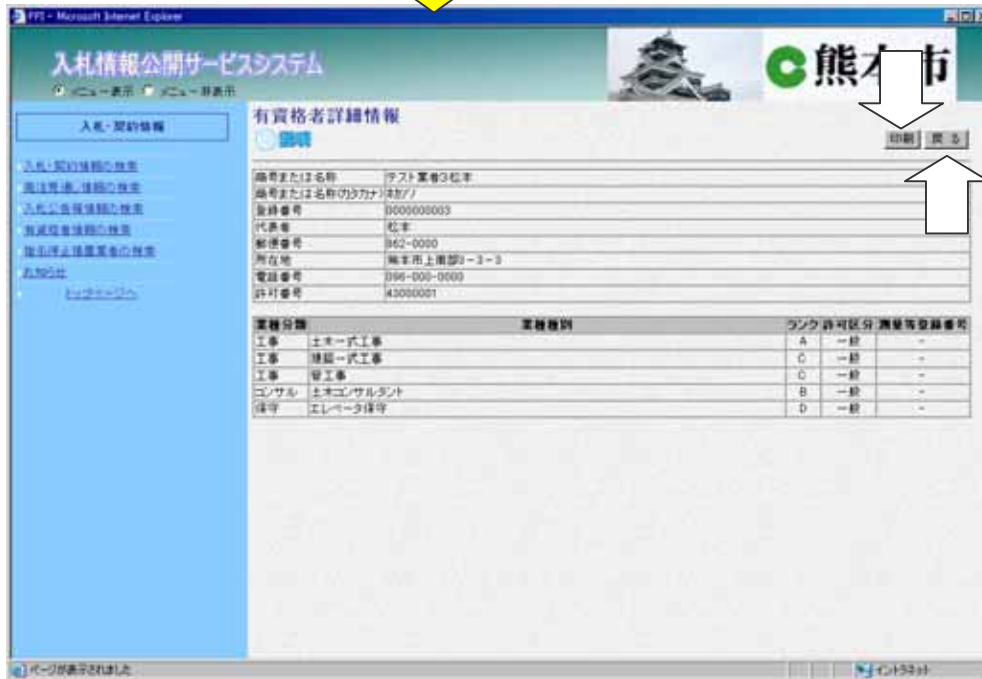 FPI - Microsoft Internet Explorer
入札情報公開サービスシステム
メニュー表示 メニュー非表示
熊本市
入札・契約情報
有資格者詳細情報
説明
印刷 戻る
入札・契約情報の検索
発注見通し情報の検索
入札公告等情報の検索
有資格者情報の検索
指名停止措置業者の検索
お知らせ
トップページへ
商号または名称 テスト業者3松本
商号または名称(カタカナ)
登録番号 0000000003
代表者 松本
郵便番号 862-0000
所在地 熊本市上南部3-3-3
電話番号 096-000-0000
許可番号 43000001
業種分類 業種種別 ランク 許可区分 測量等登録番号
工事 土木一式工事 A 一般 -
工事 建築一式工事 C 一般 -
工事 管工事 C 一般 -
コンサル 土木コンサルタント B 一般 -
保守 エレベータ保守 D 一般 -
ページが表示されました
イントラネット